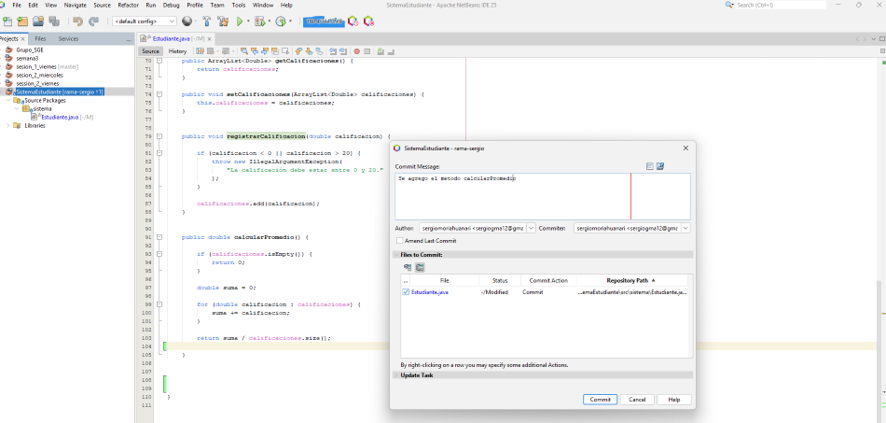 File Edit View Navigate Source Refactor Run Debug Profile Team Tools Window Help
SistemaEstudiante - Apache NetBeans IDE 25
Search (Ctrl+I)
<default config>
Projects × Files Services
Estudiante.java [-/M] ×
Source History
Grupo_SGE
semana3
sesion_1_viernes [master]
sesion_2_miercoles
session_2_viernes
SistemaEstudiante [rama-sergio ↑1]
Source Packages
sistema
Estudiante.java [-/M]
Libraries
70 public ArrayList<Double> getCalificaciones() {
71 return calificaciones;
72 }
73
74 public void setCalificaciones(ArrayList<Double> calificaciones) {
75 this.calificaciones = calificaciones;
76 }
77
78
79 public void registrarCalificacion(double calificacion) {
80
81 if (calificacion < 0 || calificacion > 20) {
82 throw new IllegalArgumentException(
83 "La calificación debe estar entre 0 y 20."
84 );
85 }
86
87 calificaciones.add(calificacion);
88 }
89
90
91 public double calcularPromedio() {
92
93 if (calificaciones.isEmpty()) {
94 return 0;
95 }
96
97 double suma = 0;
98
99 for (double calificacion : calificaciones) {
100 suma += calificacion;
101 }
102
103 return suma / calificaciones.size();
104
105 }
106
107
108
109
110 }
111
SistemaEstudiante - rama-sergio
Commit Message:
Se agrego el metodo calcularPromedio
Author: sergiomoriahuanari <sergiogma12@gma Commiter: sergiomoriahuanari <sergiogma12@gmc
Amend Last Commit
Files to Commit:
... File Status Commit Action Repository Path
Estudiante.java -/Modified Commit ...emaEstudiante\src\sistema\Estudiante.ja...
By right-clicking on a row you may specify some additional Actions.
Update Task
Commit Cancel Help